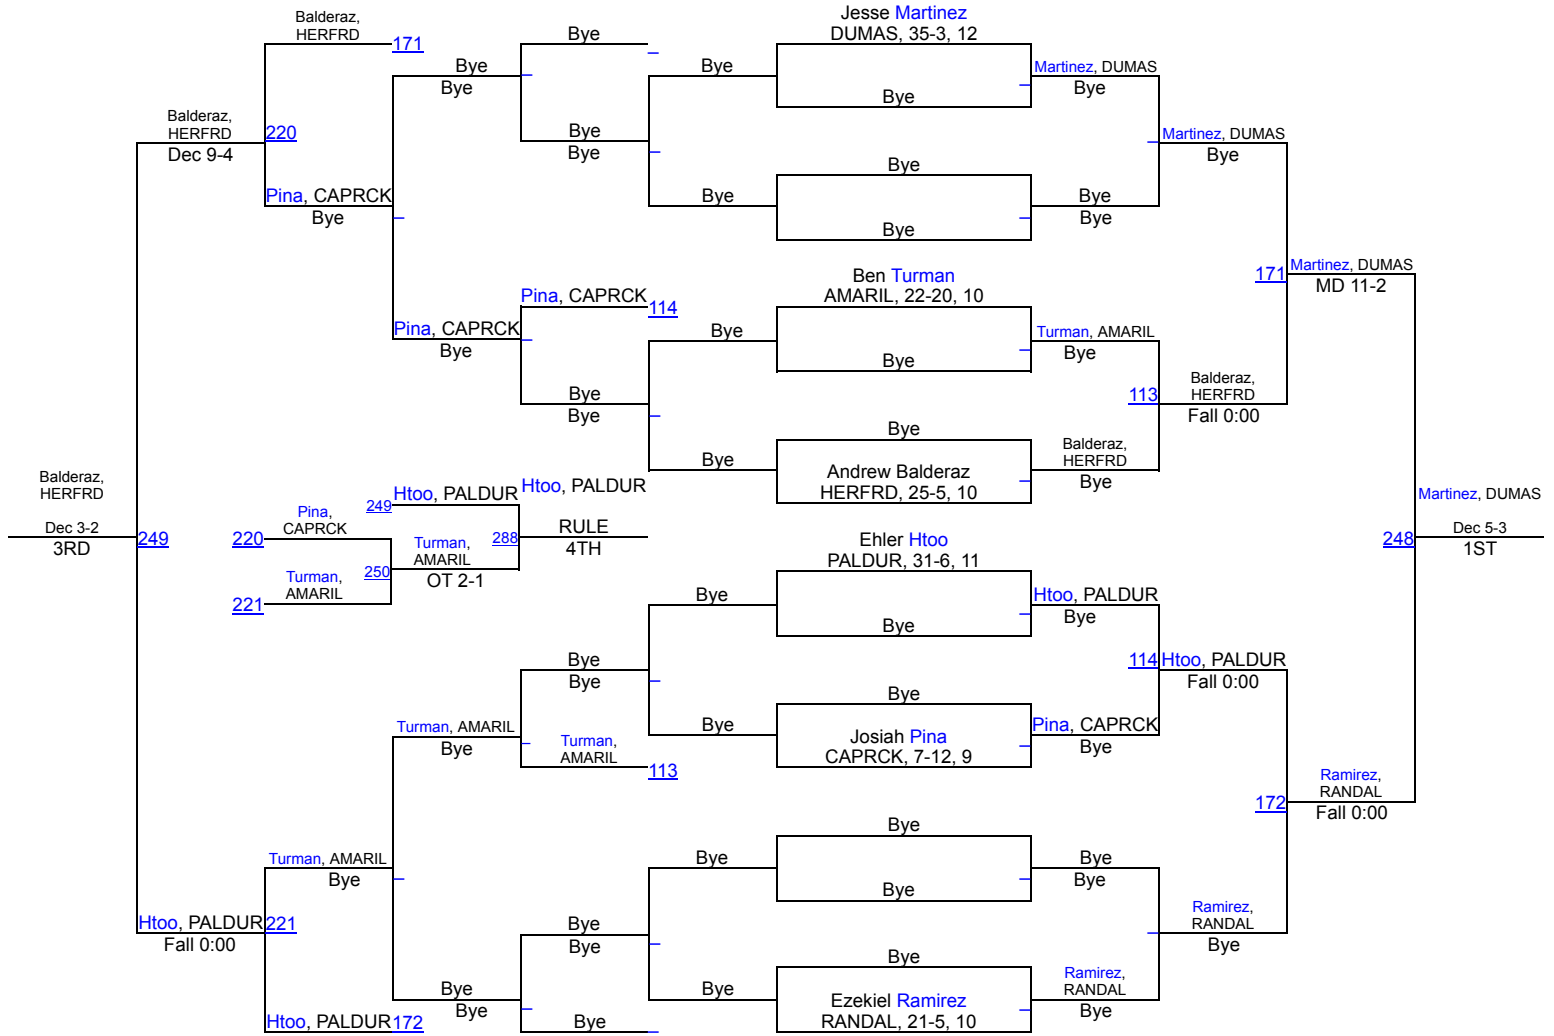 Jesse Martinez
DUMAS, 35-3, 12
Balderaz,
HERFRD
171
Bye
Bye
Bye
Bye
Martinez, DUMAS
Bye
Bye
Balderaz,
HERFRD
220
Dec 9-4
Bye
Bye
Martinez, DUMAS
Bye
Pina, CAPRCK
Bye
Bye
Bye
Bye
Bye
Bye
Ben Turman
AMARIL, 22-20, 10
171
Martinez, DUMAS
MD 11-2
Pina, CAPRCK
114
Pina, CAPRCK
Bye
Bye
Bye
Turman, AMARIL
Bye
Bye
Bye
113
Balderaz,
HERFRD
Fall 0:00
Bye
Bye
Andrew Balderaz
HERFRD, 25-5, 10
Balderaz,
HERFRD
Bye
Balderaz,
HERFRD
Dec 3-2
3RD
249
Htoo, PALDUR
249
Htoo, PALDUR
Pina,
CAPRCK
220
Turman,
AMARIL
OT 2-1
288
RULE
4TH
Turman,
AMARIL
250
221
Ehler Htoo
PALDUR, 31-6, 11
Martinez, DUMAS
248
Dec 5-3
1ST
Bye
Bye
Htoo, PALDUR
Bye
Bye
Bye
114
Htoo, PALDUR
Fall 0:00
Bye
Bye
Josiah Pina
CAPRCK, 7-12, 9
Pina, CAPRCK
Bye
Turman, AMARIL
Bye
Turman,
AMARIL
113
Ramirez,
RANDAL
172
Fall 0:00
Bye
Turman, AMARIL
Bye
Bye
Bye
Bye
Bye
Htoo, PALDUR
221
Fall 0:00
Bye
Bye
Ramirez,
RANDAL
Bye
Bye
Bye
Bye
Bye
Ezekiel Ramirez
RANDAL, 21-5, 10
Ramirez,
RANDAL
Bye
Htoo, PALDUR
172
Bye